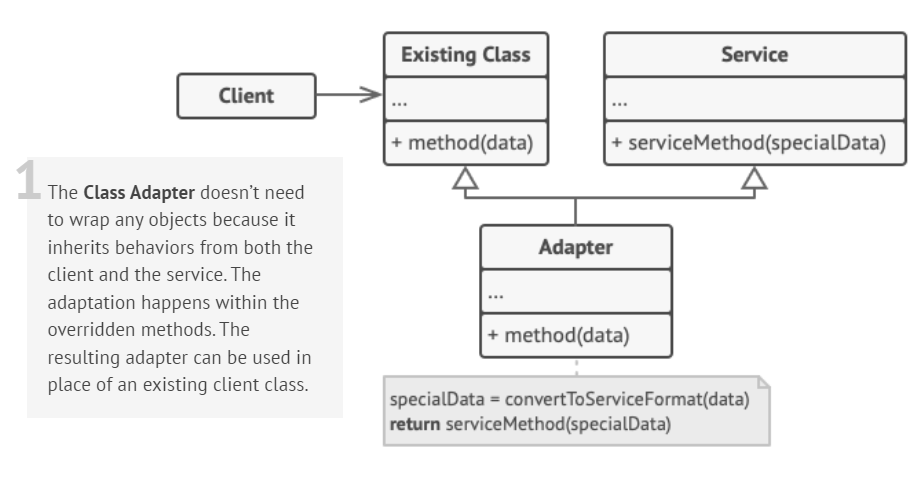 Client
Existing Class
...
+ method(data)
Service
...
+ serviceMethod(specialData)
1
The Class Adapter doesn’t need
to wrap any objects because it
inherits behaviors from both the
client and the service. The
adaptation happens within the
overridden methods. The
resulting adapter can be used in
place of an existing client class.
Adapter
...
+ method(data)
specialData = convertToServiceFormat(data)
return serviceMethod(specialData)